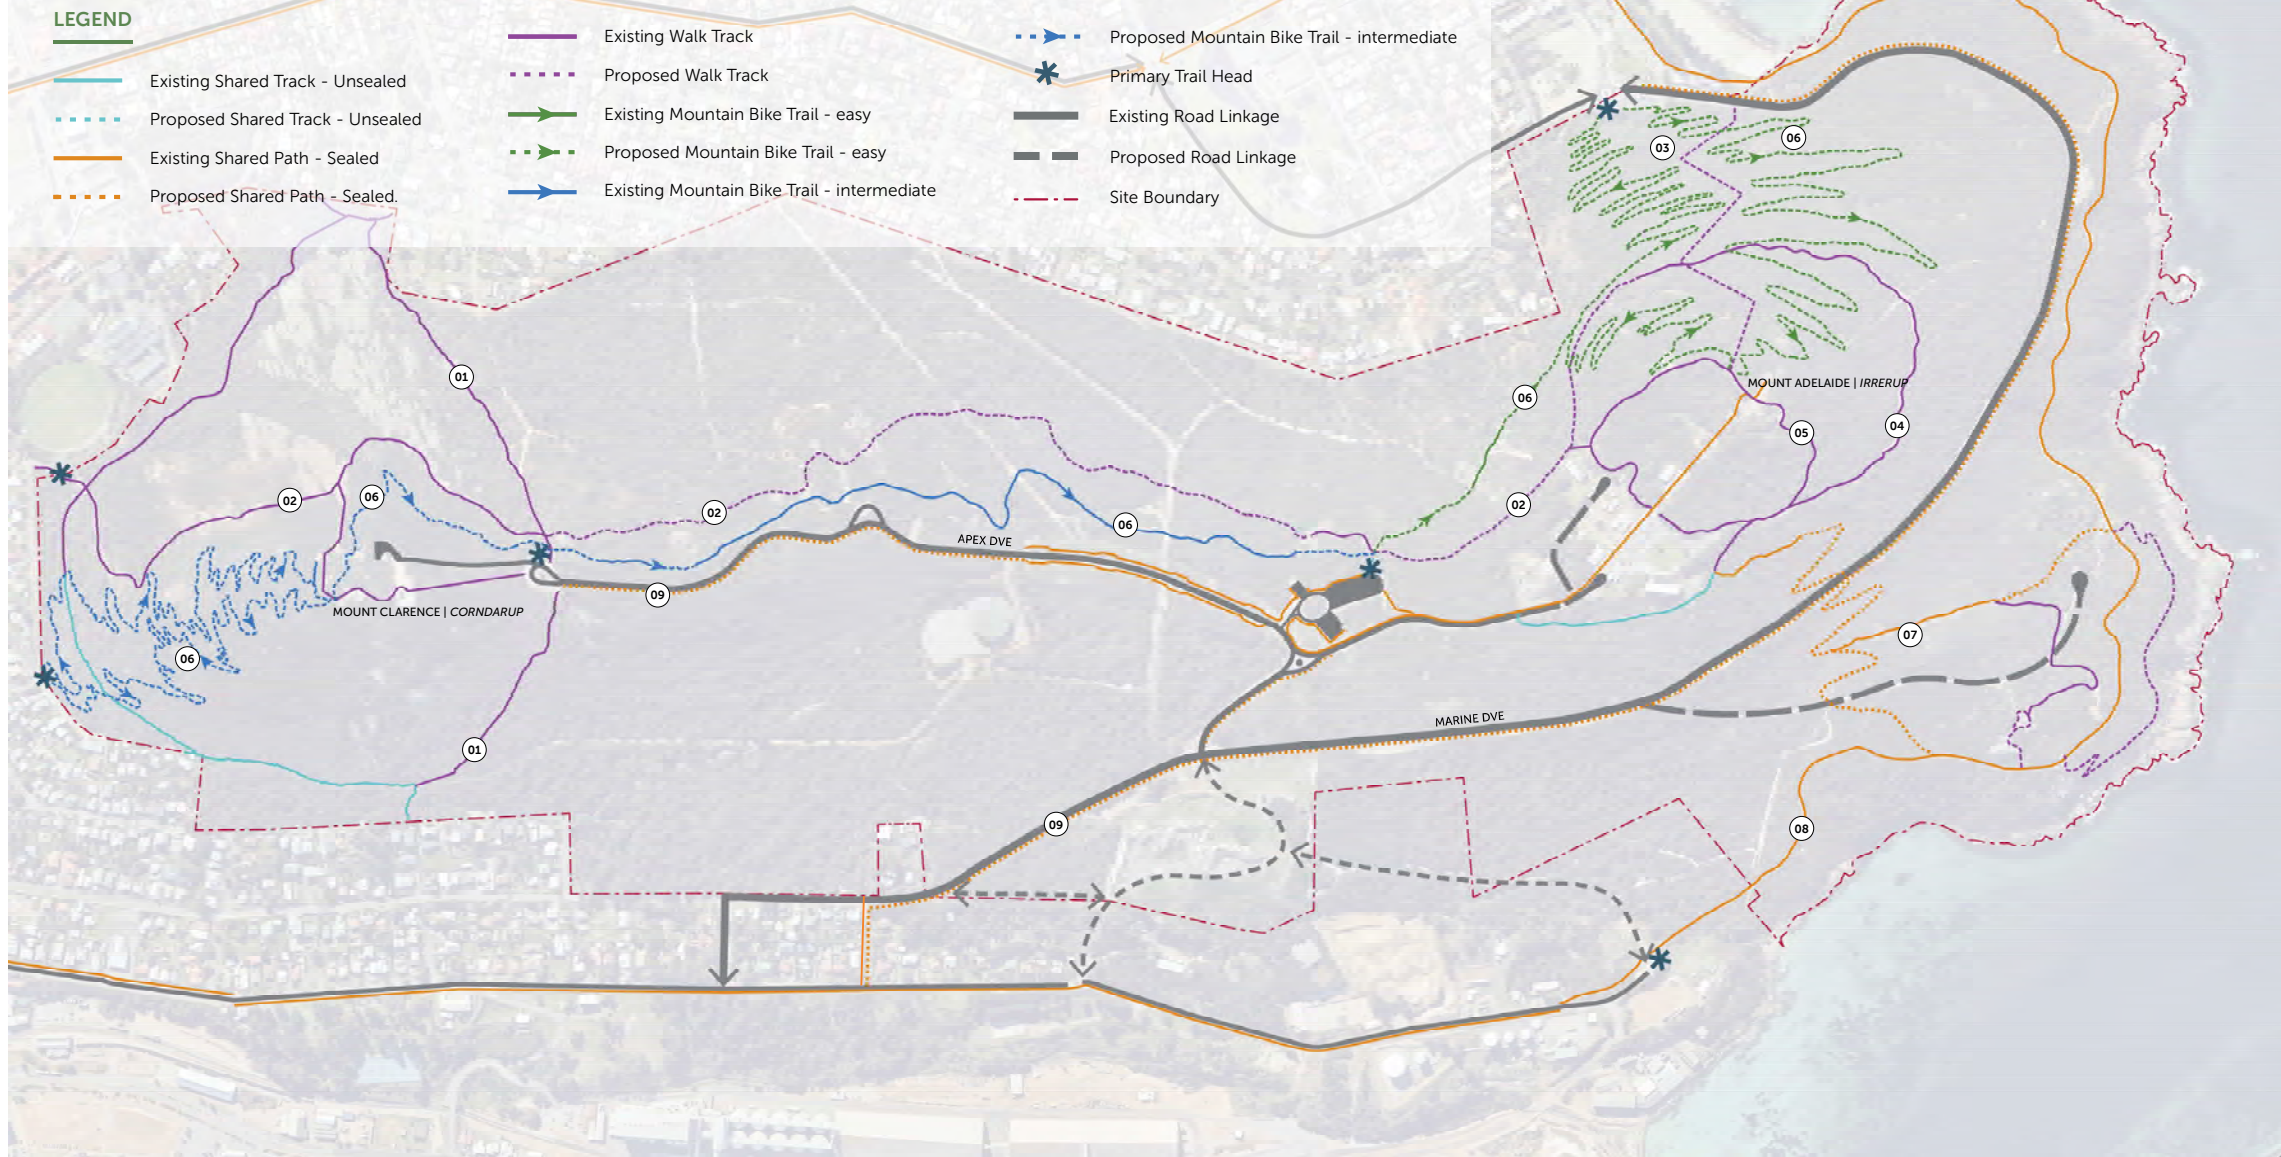 LEGEND
Existing Shared Track - Unsealed
Proposed Shared Track - Unsealed
Existing Shared Path - Sealed
Proposed Shared Path - Sealed.
Existing Walk Track
Proposed Walk Track
Existing Mountain Bike Trail - easy
Proposed Mountain Bike Trail - easy
Existing Mountain Bike Trail - intermediate
Proposed Mountain Bike Trail - intermediate
Primary Trail Head
Existing Road Linkage
Proposed Road Linkage
Site Boundary
03
06
01
MOUNT ADELAIDE | IRRERUP
06
04
05
02
06
02
02
06
APEX DVE
09
MOUNT CLARENCE | CORNDARUP
07
06
MARINE DVE
01
09
08